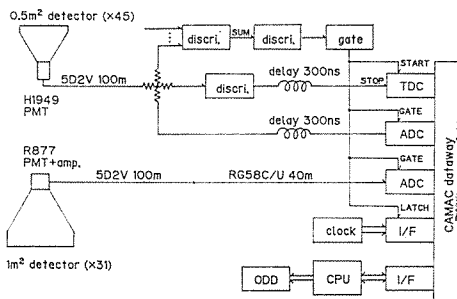 0.5m² detector (×45)
discri.
SUM
discri.
gate
START
5D2V 100m
H1949
PMT
discri.
delay 300ns
STOP
TDC
GATE
delay 300ns
ADC
R877
PMT+amp.
GATE
5D2V 100m
RG58C/U 40m
ADC
LATCH
clock
I/F
1m² detector (×31)
ODD
CPU
I/F
CAMAC dataway